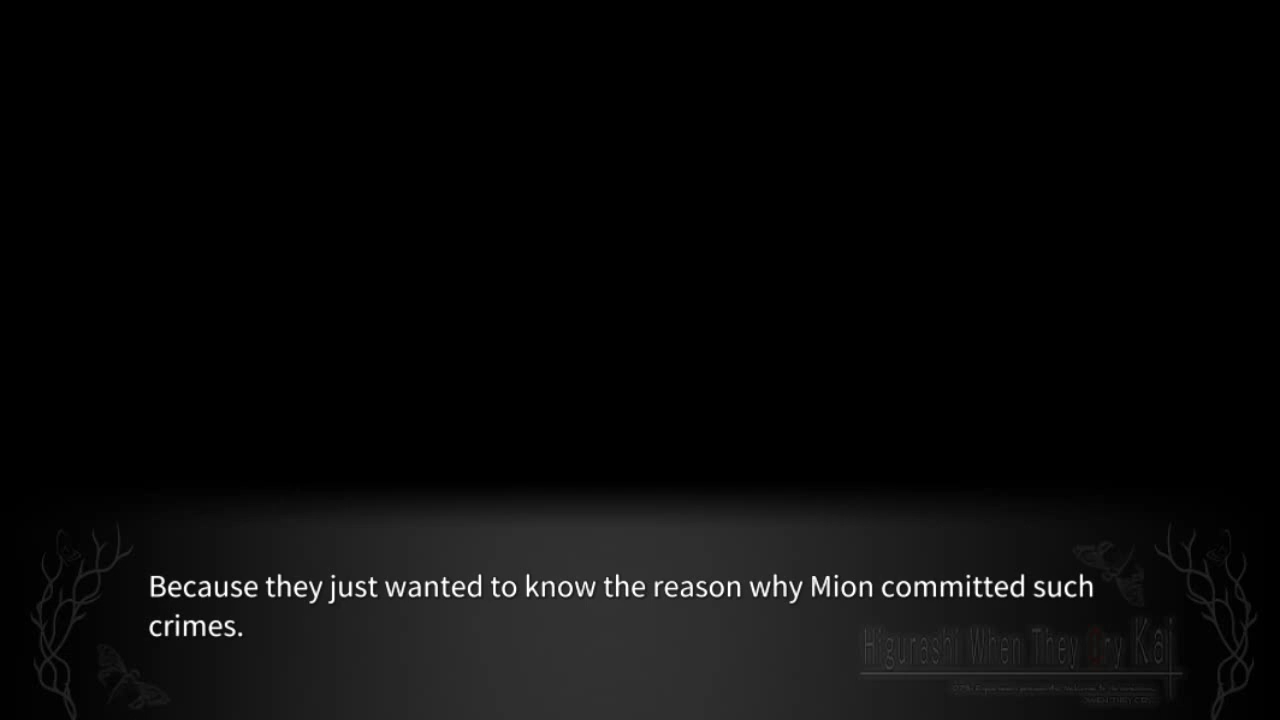 Because they just wanted to know the reason why Mion committed such
crimes.
Higurashi When They Cry Kai